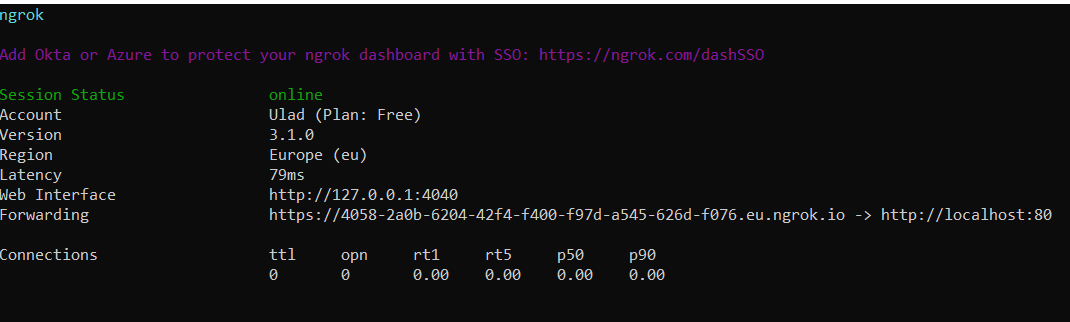 ngrok
Add Okta or Azure to protect your ngrok dashboard with SSO: https://ngrok.com/dashSSO
Session Status online
Account Ulad (Plan: Free)
Version 3.1.0
Region Europe (eu)
Latency 79ms
Web Interface http://127.0.0.1:4040
Forwarding https://4058-2a0b-6204-42f4-f400-f97d-a545-626d-f076.eu.ngrok.io -> http://localhost:80
Connections ttl opn rt1 rt5 p50 p90
0 0 0.00 0.00 0.00 0.00